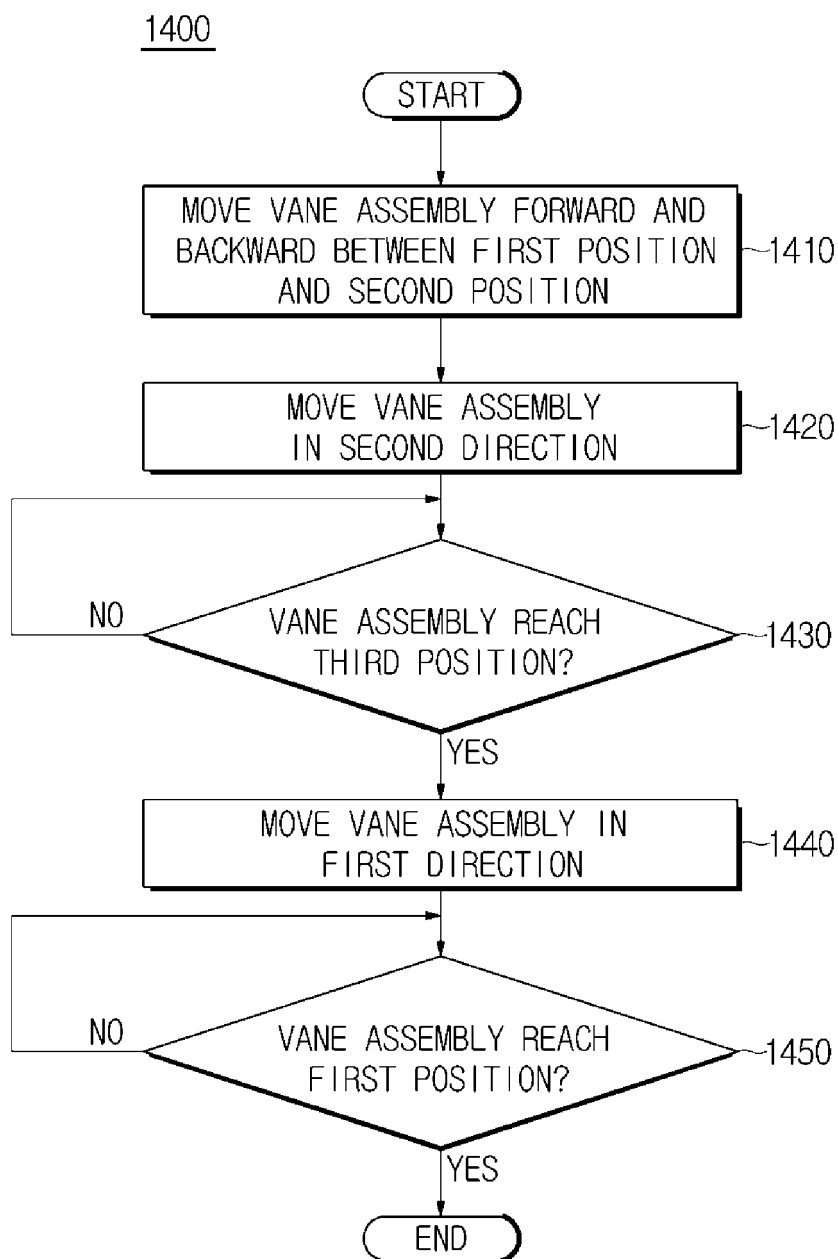 1400
START
MOVE VANE ASSEMBLY FORWARD AND
BACKWARD BETWEEN FIRST POSITION
AND SECOND POSITION
1410
MOVE VANE ASSEMBLY
IN SECOND DIRECTION
1420
NO
VANE ASSEMBLY REACH
THIRD POSITION?
1430
YES
MOVE VANE ASSEMBLY IN
FIRST DIRECTION
1440
NO
VANE ASSEMBLY REACH
FIRST POSITION?
1450
YES
END